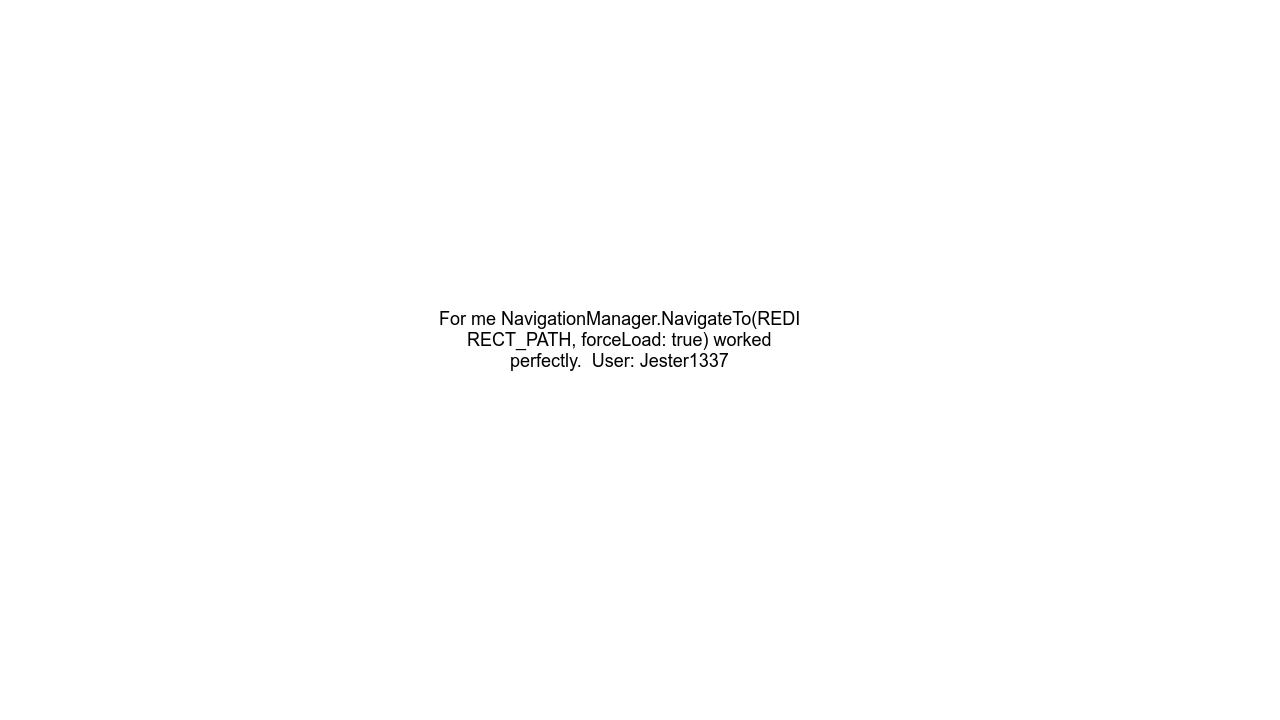 For me NavigationManager.NavigateTo(REDI
RECT_PATH, forceLoad: true) worked
perfectly.  User: Jester1337